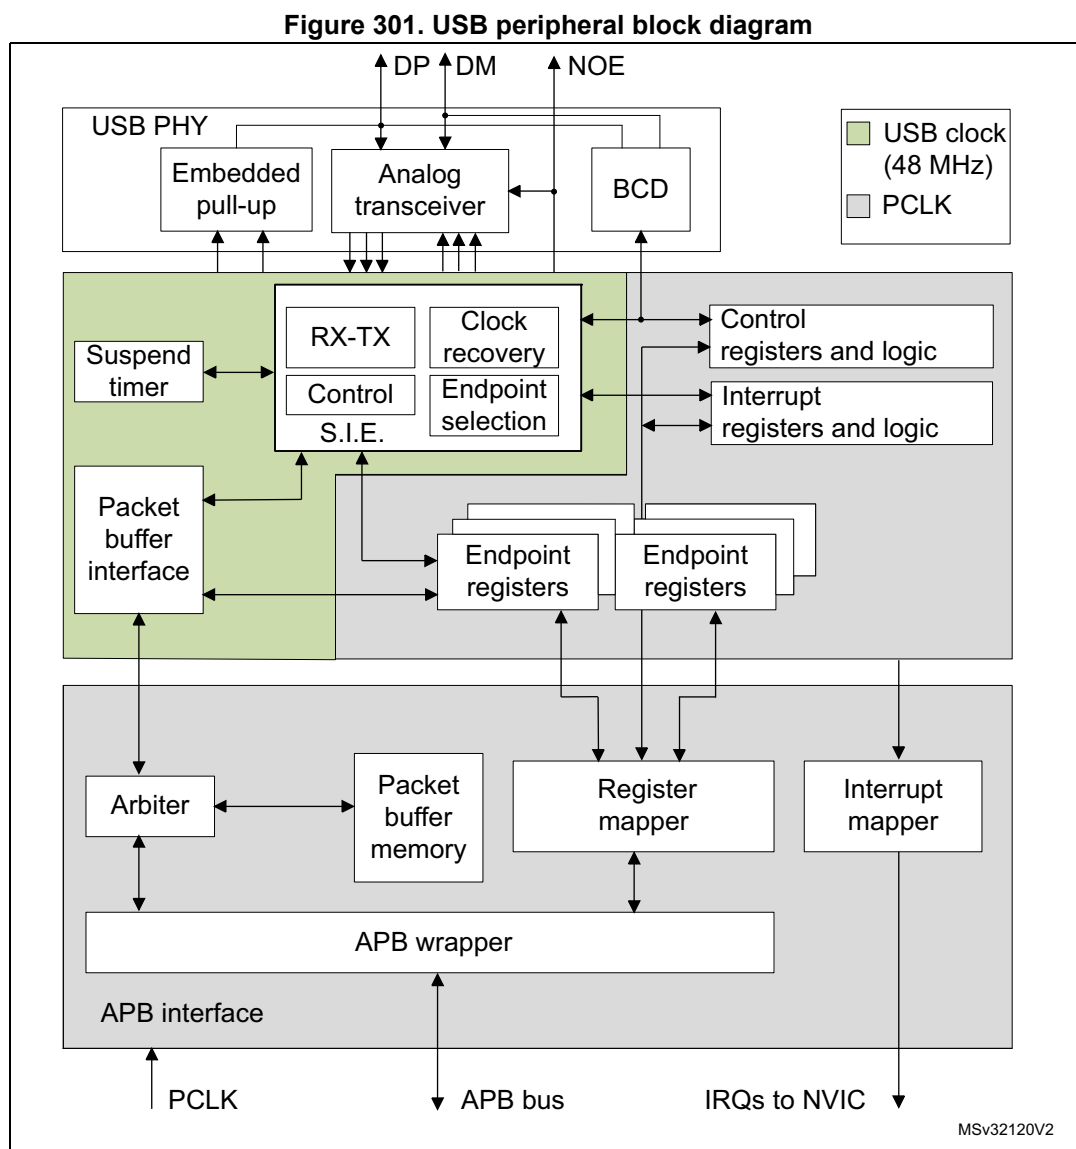 Figure 301. USB peripheral block diagram
DP DM NOE
USB PHY
Embedded
pull-up
Analog
transceiver
BCD
USB clock
(48 MHz)
PCLK
Suspend
timer
RX-TX
Clock
recovery
Control
Endpoint
selection
S.I.E.
Control
registers and logic
Interrupt
registers and logic
Packet
buffer
interface
Endpoint
registers
Endpoint
registers
Arbiter
Packet
buffer
memory
Register
mapper
Interrupt
mapper
APB wrapper
APB interface
PCLK
APB bus
IRQs to NVIC
MSv32120V2